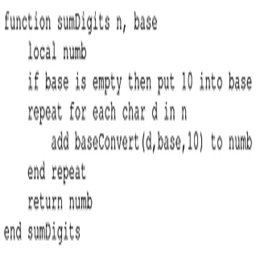 function sumDigits n, base
    local numb
    if base is empty then put 10 into base
    repeat for each char d in n
        add baseConvert(d,base,10) to numb
    end repeat
    return numb
end sumDigits